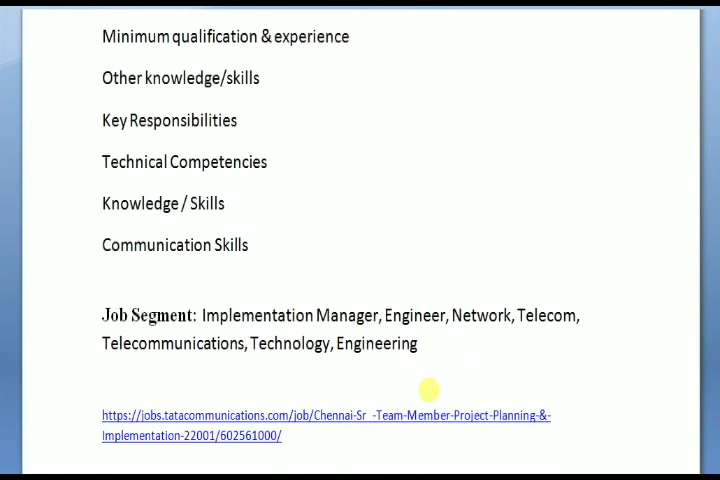 Minimum qualification & experience
Other knowledge/skills
Key Responsibilities
Technical Competencies
Knowledge / Skills
Communication Skills
Job Segment: Implementation Manager, Engineer, Network, Telecom,
Telecommunications, Technology, Engineering
https://jobs.tatacommunications.com/job/Chennai-Sr_-Team-Member-Project-Planning-&-
Implementation-22001/602561000/